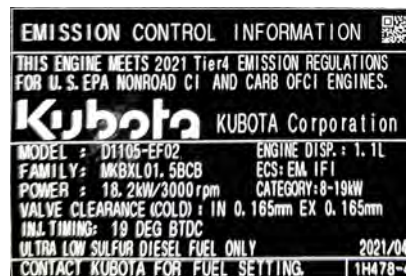 EMISSION CONTROL INFORMATION
THIS ENGINE MEETS 2021 Tier4 EMISSION REGULATIONS
FOR U.S. EPA NONROAD CI AND CARB OFCI ENGINES.
Kubota KUBOTA Corporation
MODEL : D1105-EF02 ENGINE DISP.: 1.1L
FAMILY: MKBXL01.5BCB ECS: EM, IFI
POWER : 18.2kW/3000rpm CATEGORY:8-19kW
VALVE CLEARANCE(COLD): IN 0.165mm EX 0.165mm
INJ.TIMING: 19 DEG BTDC
ULTRA LOW SULFUR DIESEL FUEL ONLY 2021/04
CONTACT KUBOTA FOR FUEL SETTING. 1H478-